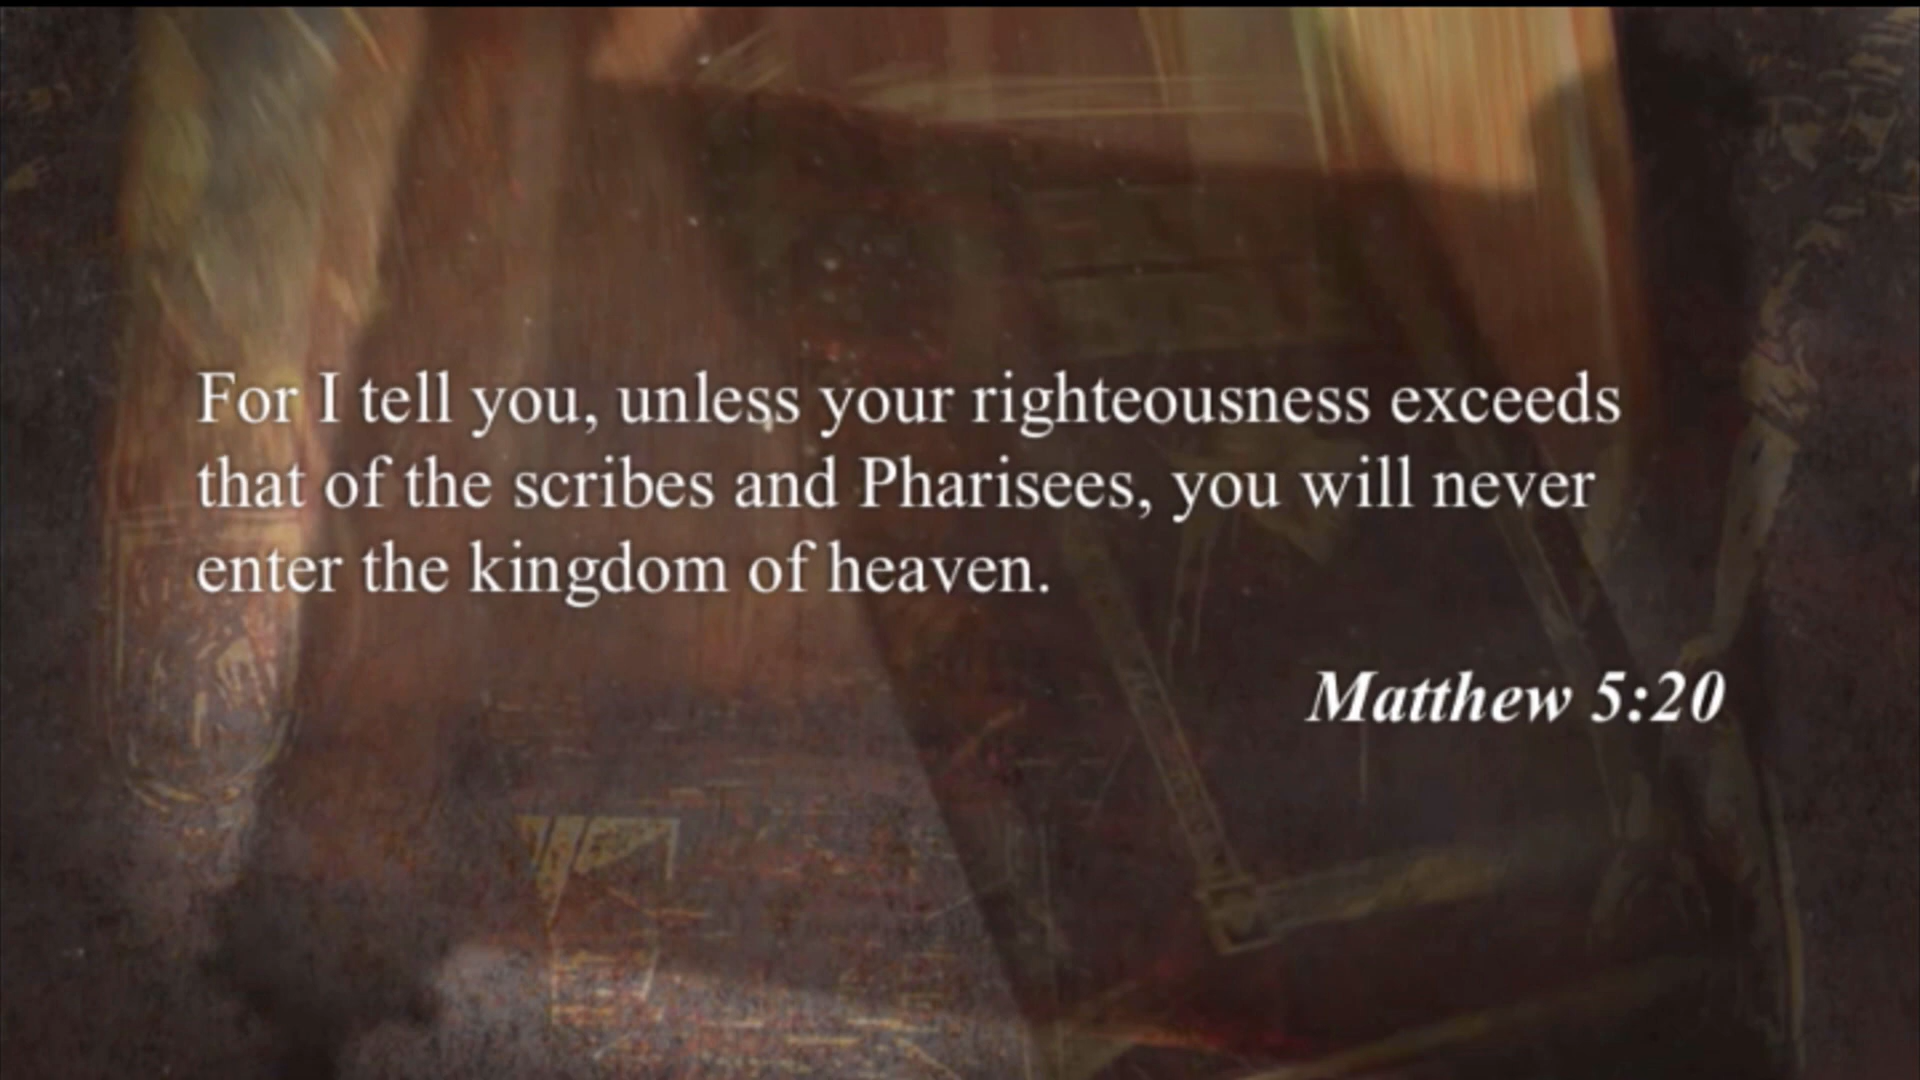 For I tell you, unless your righteousness exceeds
that of the scribes and Pharisees, you will never
enter the kingdom of heaven.
Matthew 5:20